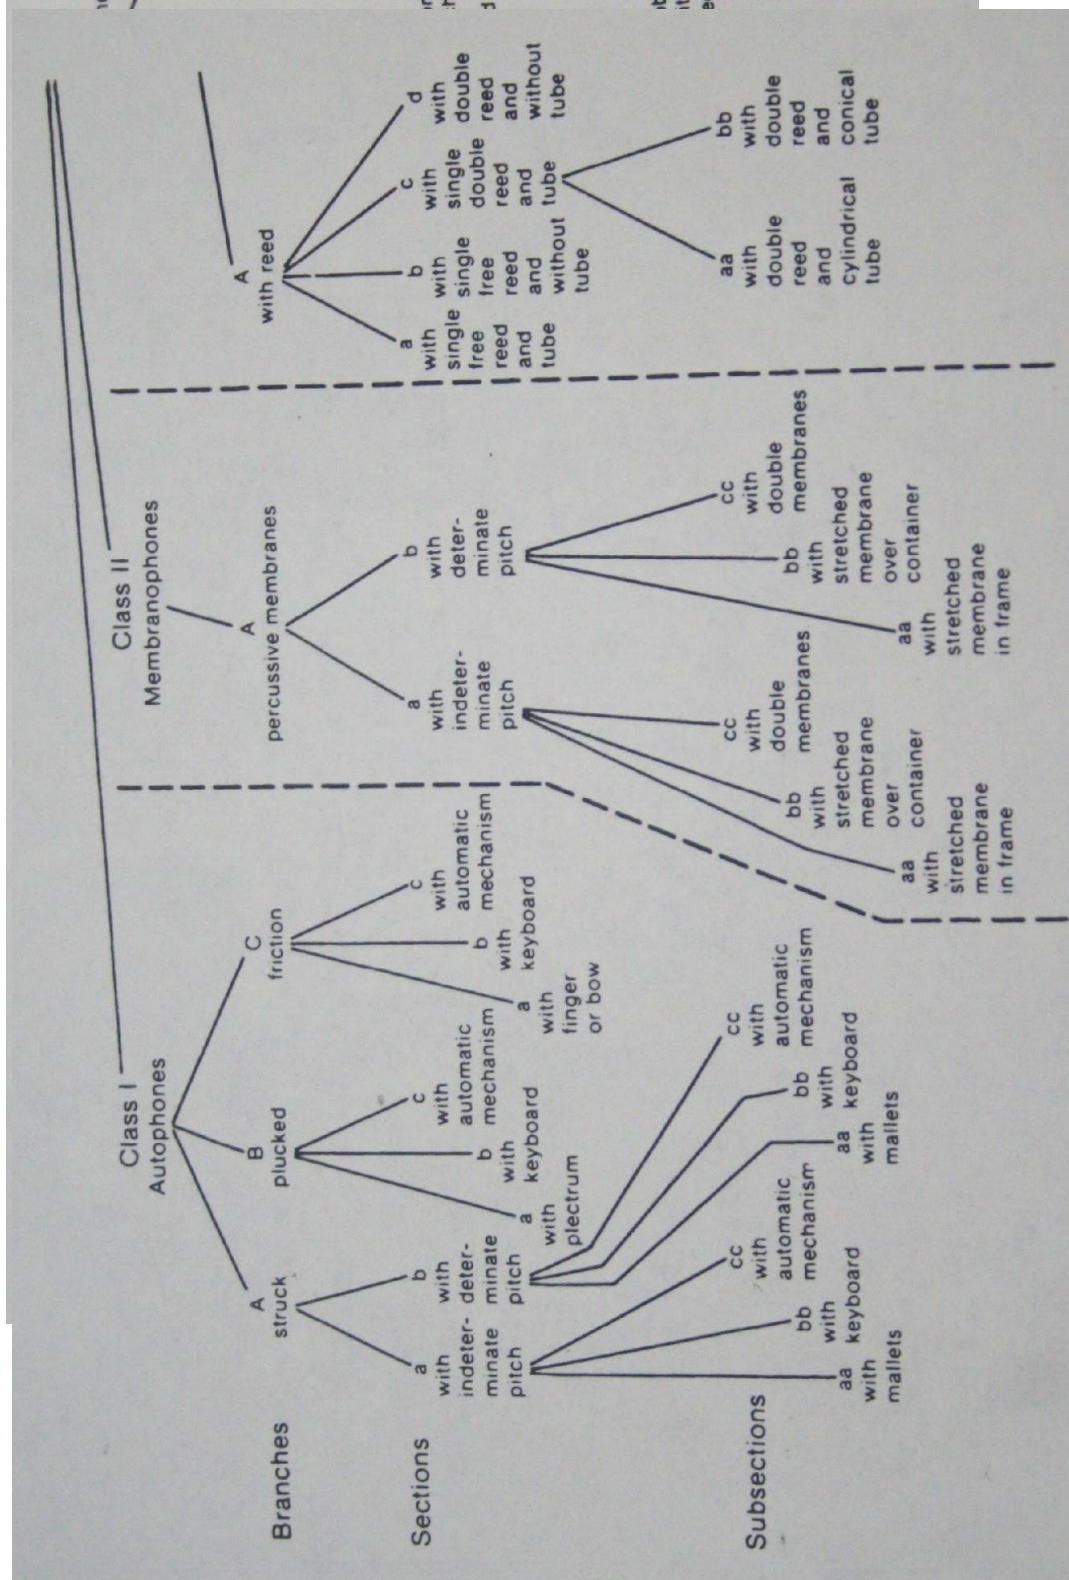 Class I
Autophones
Class II
Membranophones
Branches
A
struck
B
plucked
C
friction
A
percussive membranes
A
with reed
Sections
a
with
indeter-
minate
pitch
b
with
deter-
minate
pitch
a
with
plectrum
b
with
keyboard
c
with
automatic
mechanism
a
with
finger
or bow
b
with
keyboard
c
with
automatic
mechanism
a
with
indeter-
minate
pitch
b
with
deter-
minate
pitch
a
with
single
free
reed
and
tube
b
with
single
free
reed
and
without
tube
c
with
single
double
reed
and
tube
d
with
double
reed
and
without
tube
Subsections
aa
with
mallets
bb
with
keyboard
cc
with
automatic
mechanism
aa
with
mallets
bb
with
keyboard
cc
with
automatic
mechanism
aa
with
stretched
membrane
in frame
bb
with
stretched
membrane
over
container
cc
with
double
membranes
aa
with
stretched
membrane
in frame
bb
with
stretched
membrane
over
container
cc
with
double
membranes
aa
with
double
reed
and
cylindrical
tube
bb
with
double
reed
and
conical
tube